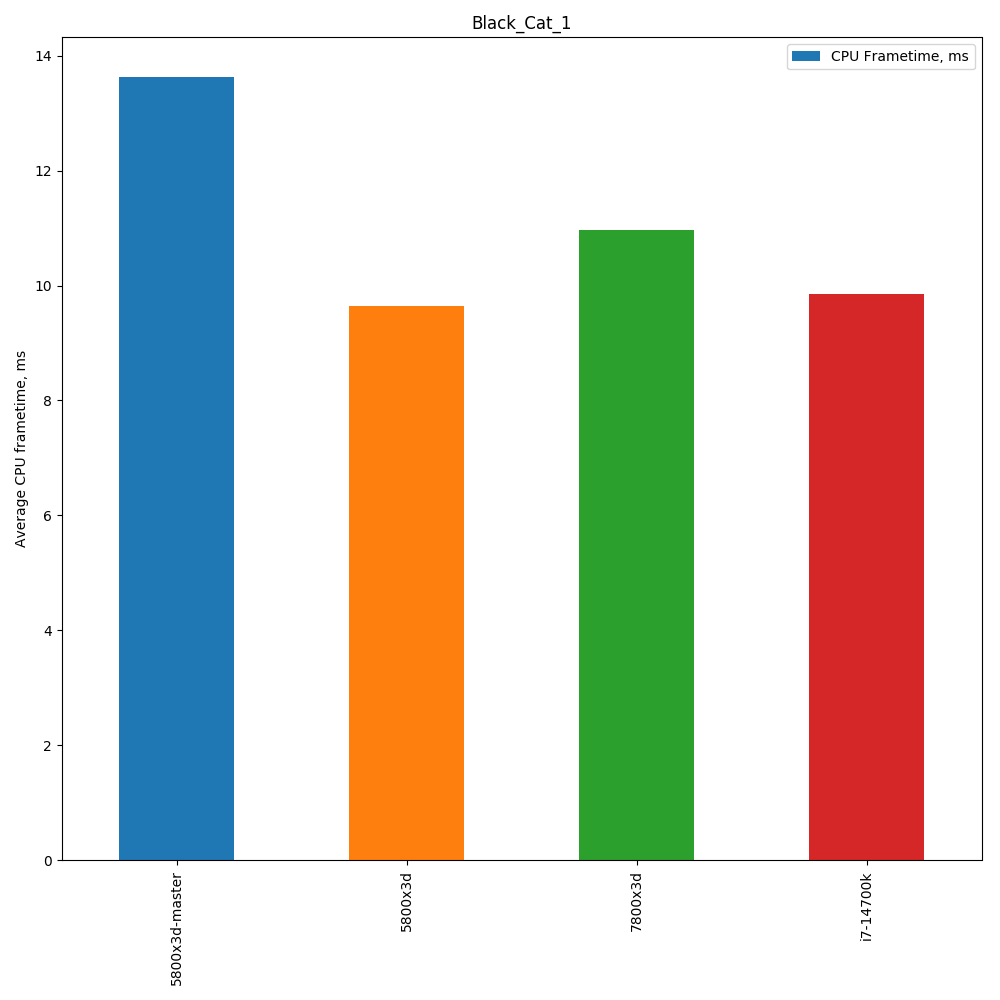 Black_Cat_1
CPU Frametime, ms
Average CPU frametime, ms
14
12
10
8
6
4
2
0
5800x3d-master
5800x3d
7800x3d
i7-14700k